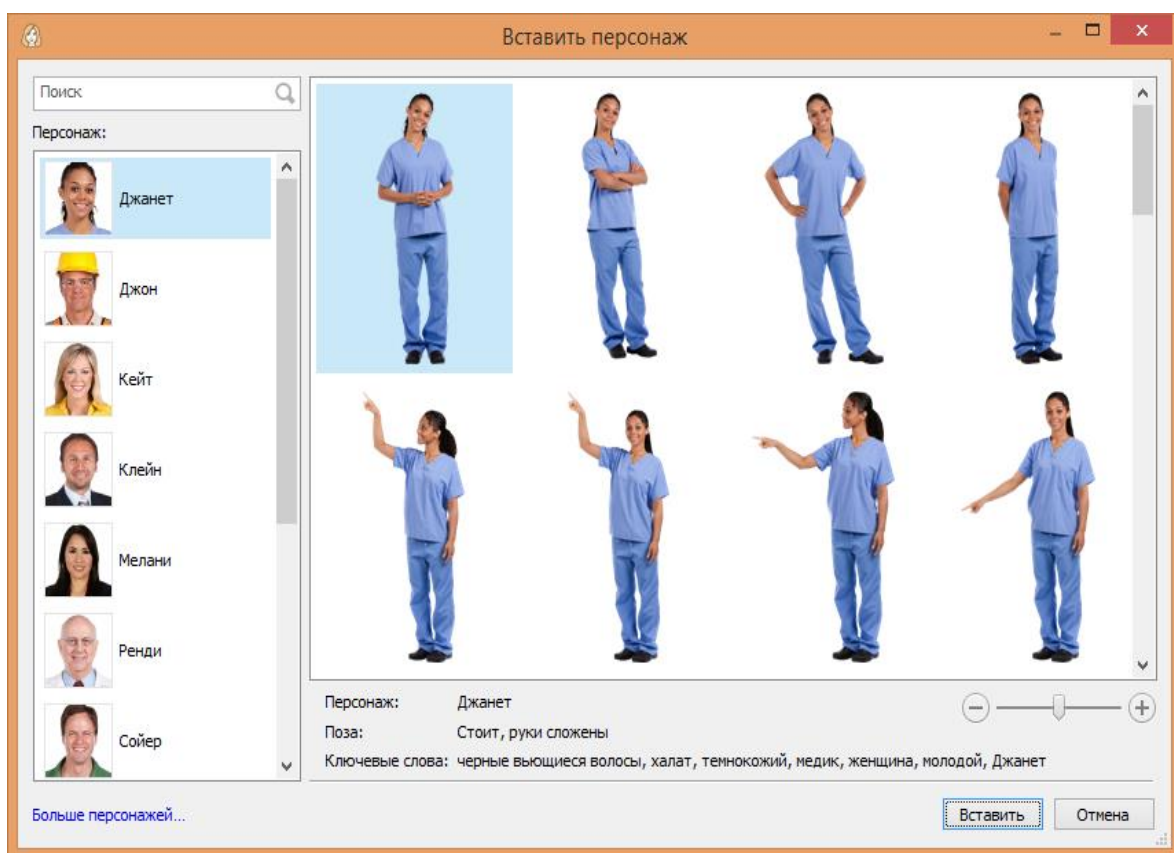 Вставить персонаж
Поиск
Персонаж:
Джанет
Джон
Кейт
Клейн
Мелани
Ренди
Сойер
Персонаж: Джанет
Поза: Стоит, руки сложены
Ключевые слова: черные вьющиеся волосы, халат, темнокожий, медик, женщина, молодой, Джанет
Больше персонажей...
Вставить Отмена